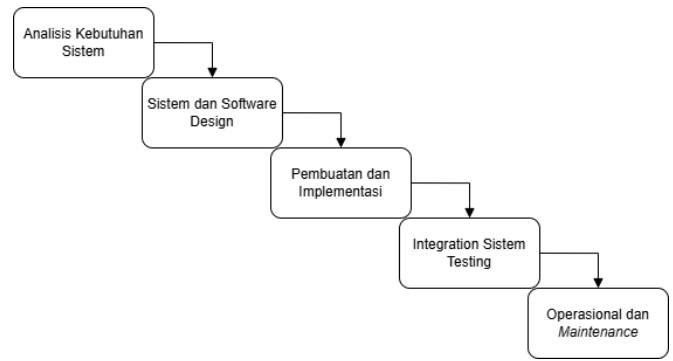 Analisis Kebutuhan
Sistem
Sistem dan Software
Design
Pembuatan dan
Implementasi
Integration Sistem
Testing
Operasional dan
Maintenance